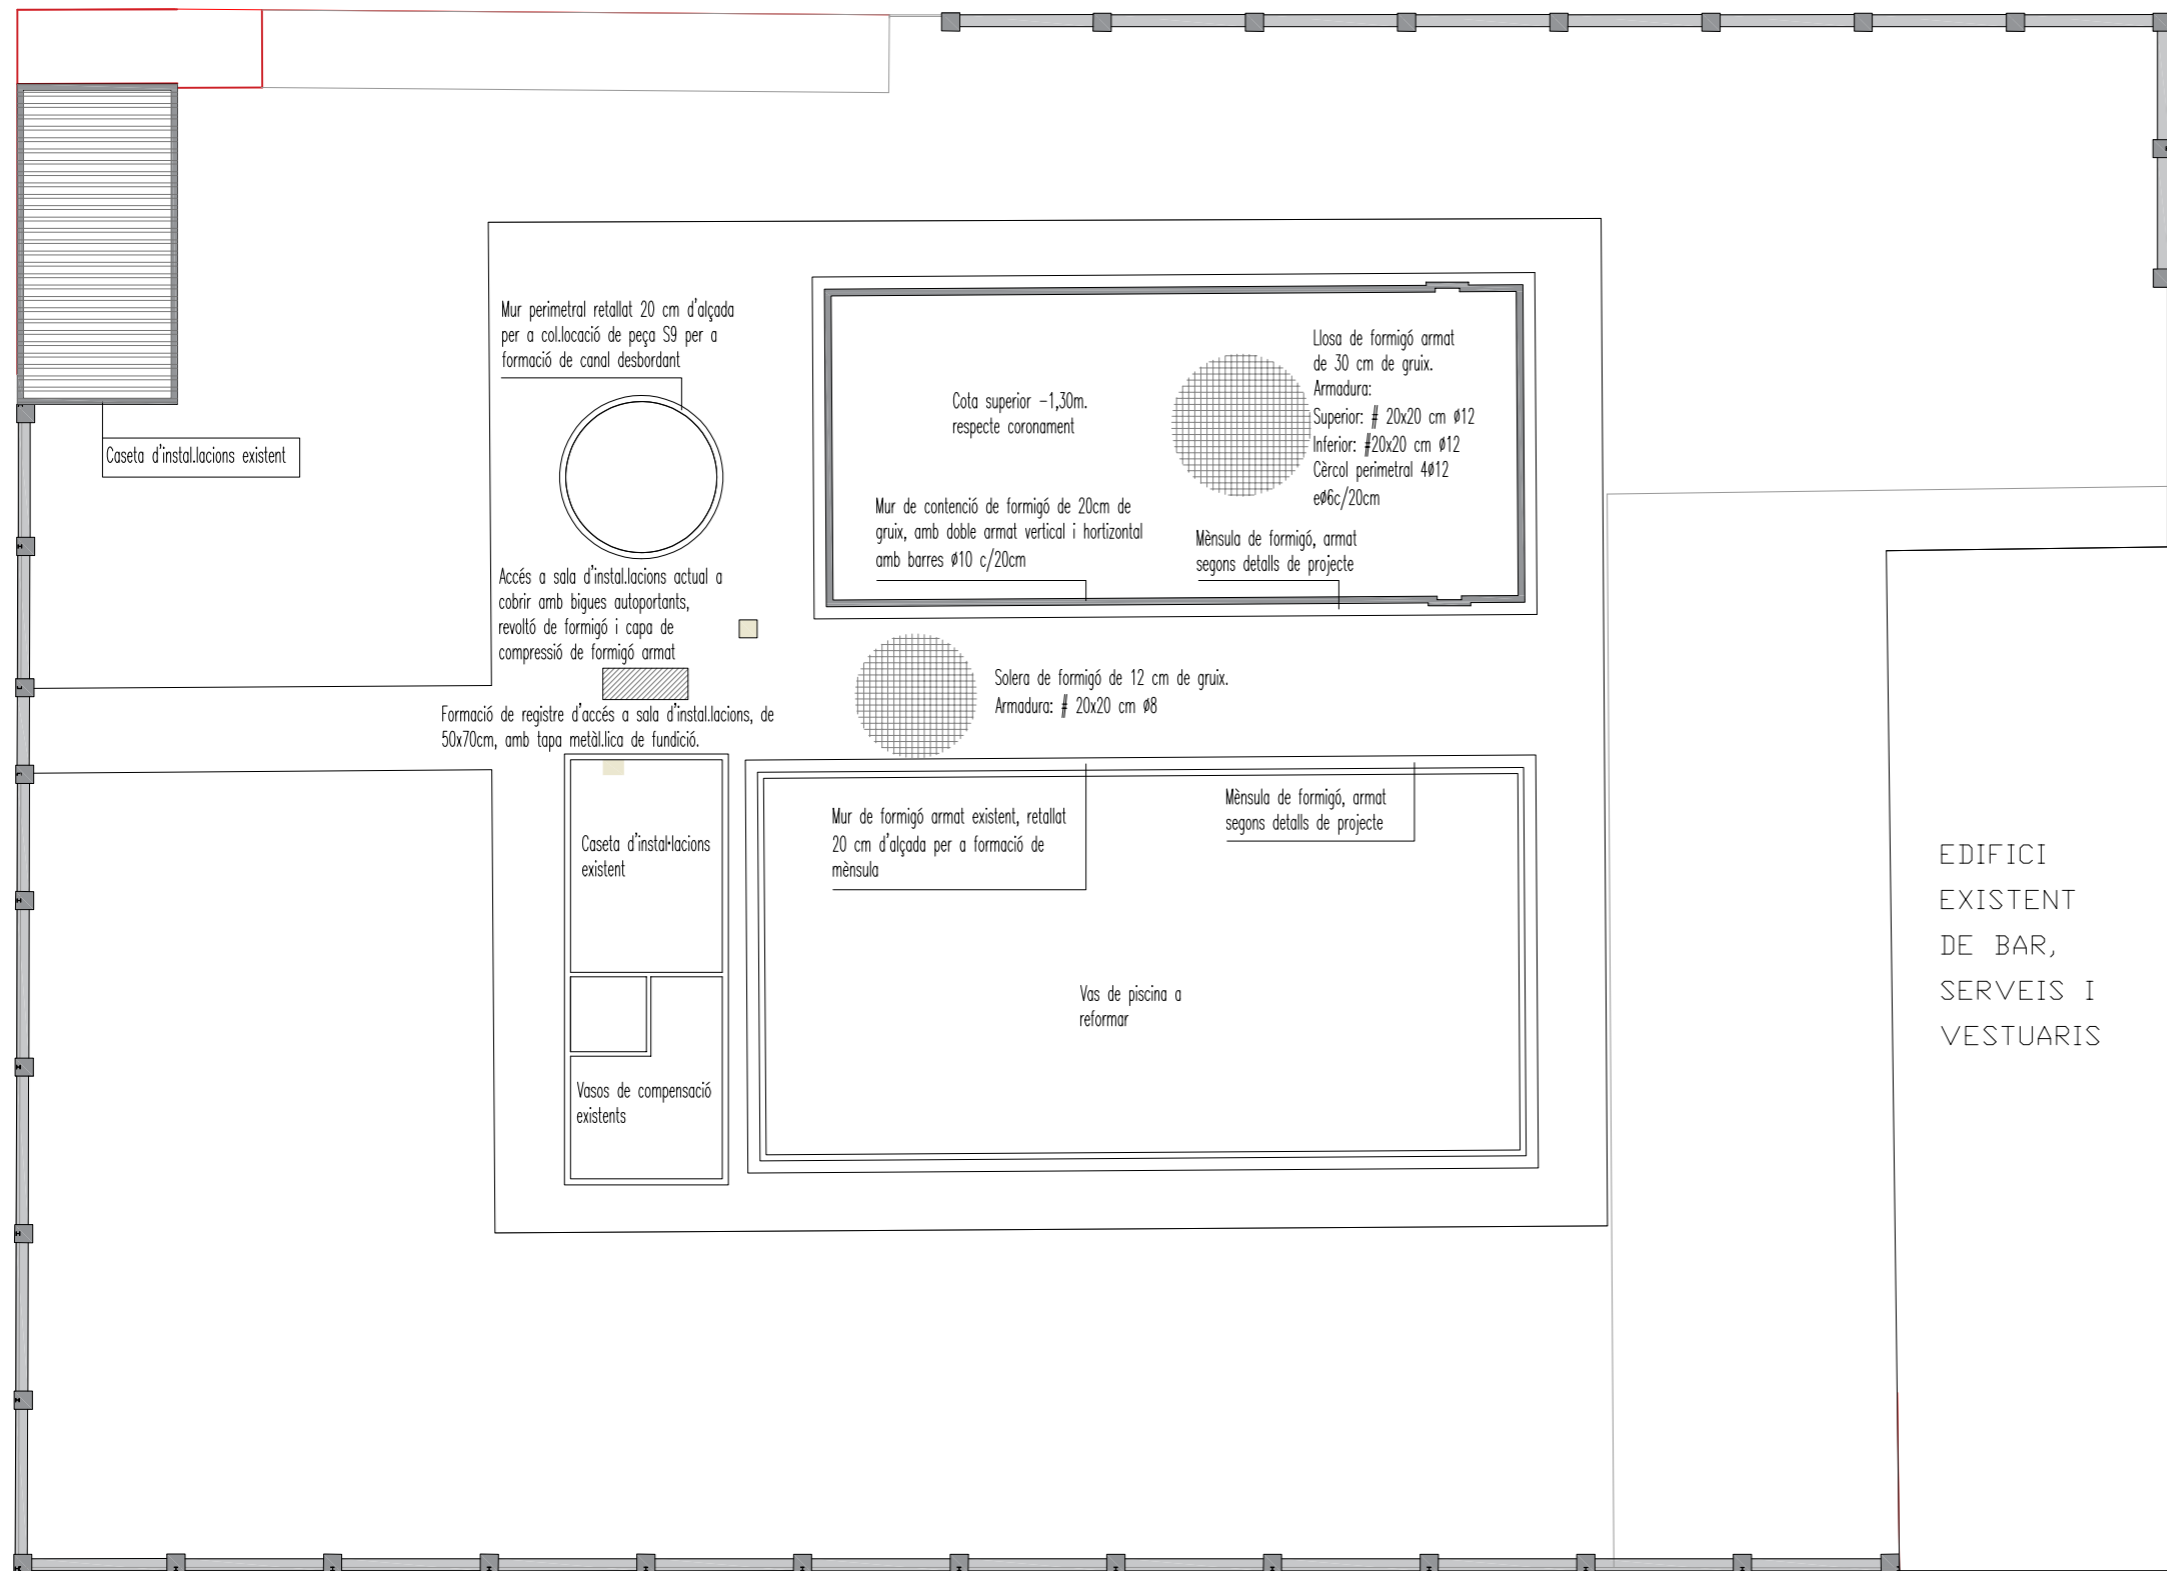 Mur perimetral retallat 20 cm d'alçada
per a col.locació de peça S9 per a
formació de canal desbordant
Llosa de formigó armat
de 30 cm de gruix.
Armadura:
Superior: # 20x20 cm ø12
Inferior: #20x20 cm ø12
Cèrcol perimetral 4ø12
eø6c/20cm
Cota superior -1,30m.
respecte coronament
Caseta d'instal.lacions existent
Mur de contenció de formigó de 20cm de
gruix, amb doble armat vertical i hortizontal
amb barres ø10 c/20cm
Mènsula de formigó, armat
segons detalls de projecte
Accés a sala d'instal.lacions actual a
cobrir amb bigues autoportants,
revoltó de formigó i capa de
compressió de formigó armat
Solera de formigó de 12 cm de gruix.
Armadura: # 20x20 cm ø8
Formació de registre d'accés a sala d'instal.lacions, de
50x70cm, amb tapa metàl.lica de fundició.
Mènsula de formigó, armat
segons detalls de projecte
Mur de formigó armat existent, retallat
20 cm d'alçada per a formació de
mènsula
Caseta d'instal·lacions
existent
EDIFICI
EXISTENT
DE BAR,
SERVEIS I
VESTUARIS
Vas de piscina a
reformar
Vasos de compensació
existents